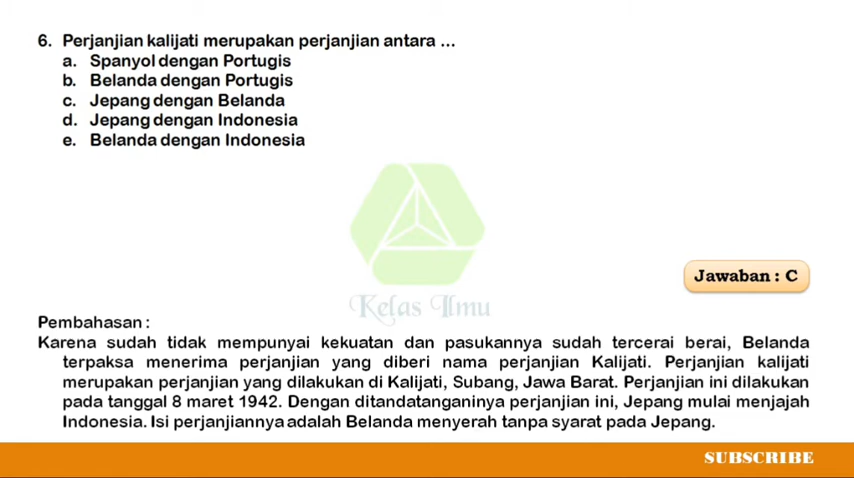 6. Perjanjian kalijati merupakan perjanjian antara ...
a. Spanyol dengan Portugis
b. Belanda dengan Portugis
c. Jepang dengan Belanda
d. Jepang dengan Indonesia
e. Belanda dengan Indonesia
Jawaban : C
Kelas Ilmu
Pembahasan :
Karena sudah tidak mempunyai kekuatan dan pasukannya sudah tercerai berai, Belanda
terpaksa menerima perjanjian yang diberi nama perjanjian Kalijati. Perjanjian kalijati
merupakan perjanjian yang dilakukan di Kalijati, Subang, Jawa Barat. Perjanjian ini dilakukan
pada tanggal 8 maret 1942. Dengan ditandatanganinya perjanjian ini, Jepang mulai menjajah
Indonesia. Isi perjanjiannya adalah Belanda menyerah tanpa syarat pada Jepang.
SUBSCRIBE